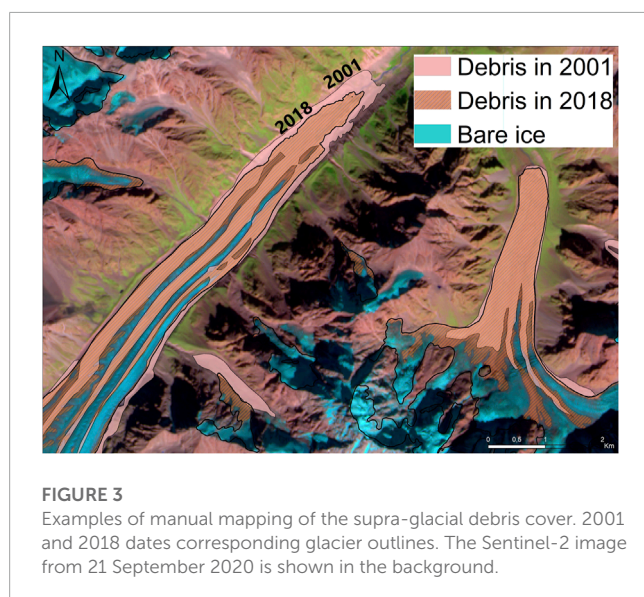 N
2001
2018
Debris in 2001
Debris in 2018
Bare ice
0 0,5 1 2
Km
FIGURE 3
Examples of manual mapping of the supra-glacial debris cover. 2001
and 2018 dates corresponding glacier outlines. The Sentinel-2 image
from 21 September 2020 is shown in the background.